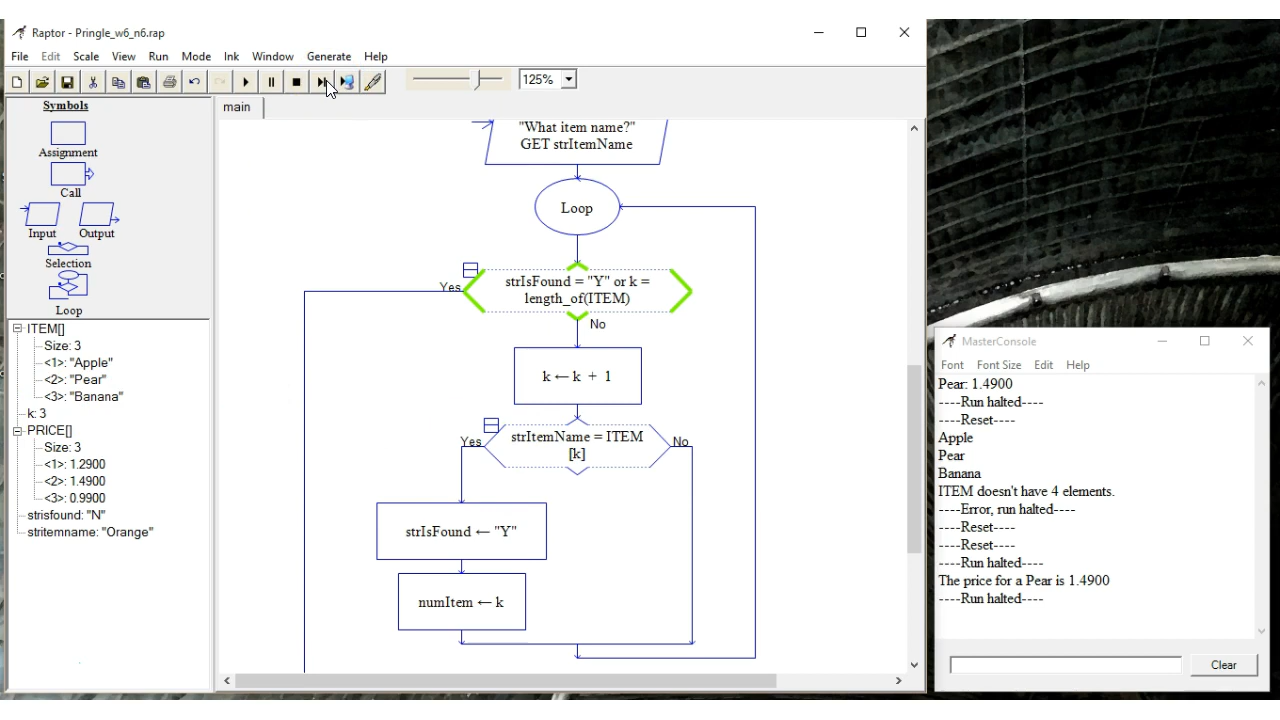 Raptor - Pringle_w6_n6.rap
File Edit Scale View Run Mode Ink Window Generate Help
125%
Symbols
Assignment
Call
Input Output
Selection
Loop
ITEM[]
Size: 3
<1>: "Apple"
<2>: "Pear"
<3>: "Banana"
k: 3
PRICE[]
Size: 3
<1>: 1.2900
<2>: 1.4900
<3>: 0.9900
strisfound: "N"
stritemname: "Orange"
main
"What item name?"
GET strItemName
Loop
Yes
strIsFound = "Y" or k =
length_of(ITEM)
No
k ← k + 1
Yes
strItemName = ITEM
[k]
No
strIsFound ← "Y"
numItem ← k
MasterConsole
Font Font Size Edit Help
Pear: 1.4900
----Run halted----
----Reset----
Apple
Pear
Banana
ITEM doesn't have 4 elements.
----Error, run halted----
----Reset----
----Reset----
----Run halted----
The price for a Pear is 1.4900
----Run halted----
Clear